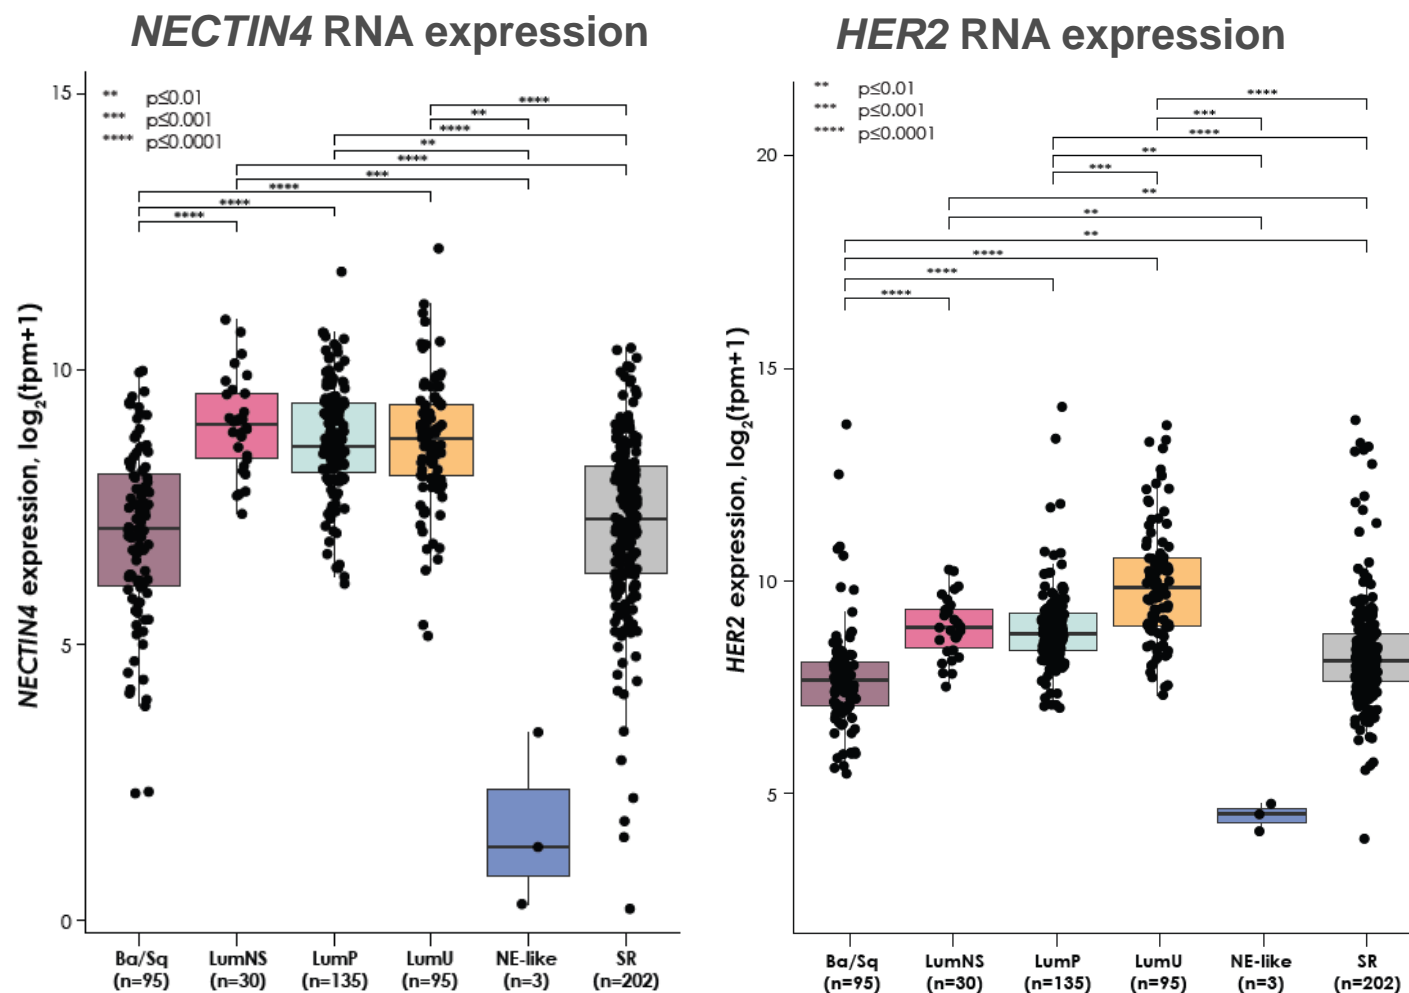 NECTIN4 RNA expression
** p≤0.01
*** p≤0.001
**** p≤0.0001
****
**
****
**
****
***
****
****
****
15
10
5
0
NECTIN4 expression, log₂(tpm+1)
Ba/Sq
(n=95)
LumNS
(n=30)
LumP
(n=135)
LumU
(n=95)
NE-like
(n=3)
SR
(n=202)
HER2 RNA expression
** p≤0.01
*** p≤0.001
**** p≤0.0001
****
***
****
**
***
**
**
**
****
****
****
20
15
10
5
HER2 expression, log₂(tpm+1)
Ba/Sq
(n=95)
LumNS
(n=30)
LumP
(n=135)
LumU
(n=95)
NE-like
(n=3)
SR
(n=202)